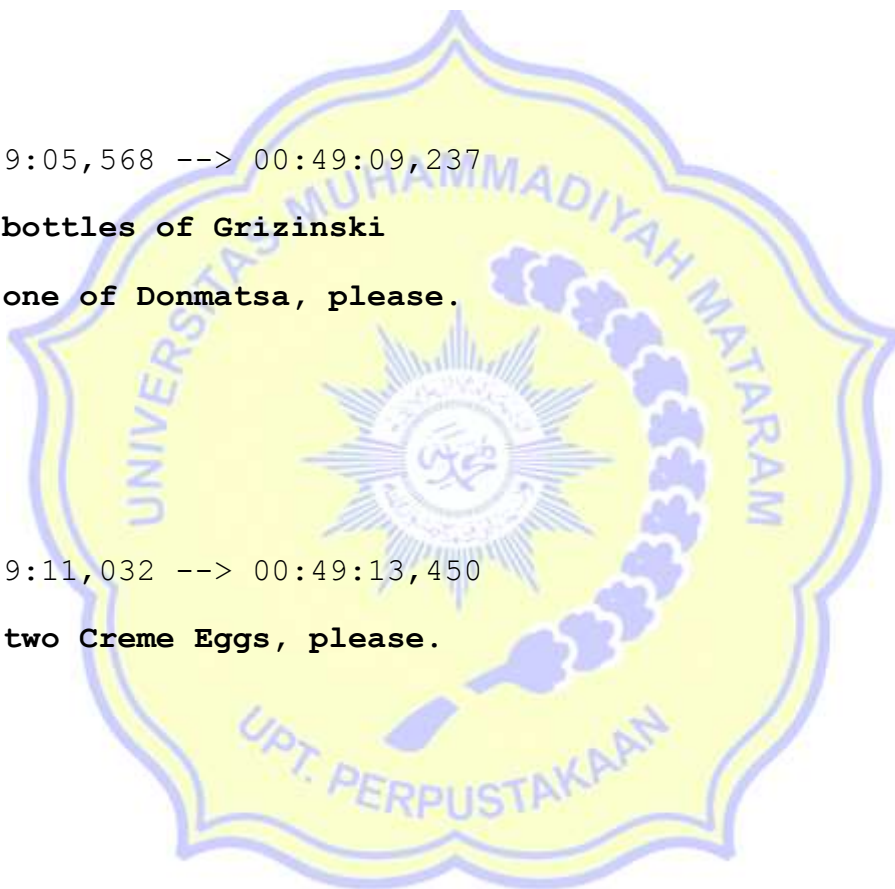 9:05,568 --> 00:49:09,237
bottles of Grizinski
one of Donmatsa, please.
9:11,032 --> 00:49:13,450
two Creme Eggs, please.
UNIVERSITAS MUHAMMADIYAH MATARAM
UPT. PERPUSTAKAAN